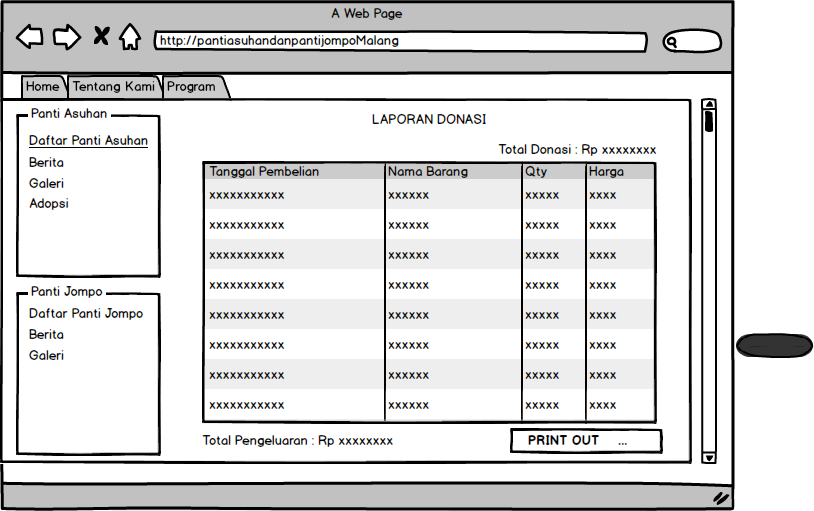 A Web Page
http://pantiasuhandanpantijompoMalang
Home Tentang Kami Program
Panti Asuhan
Daftar Panti Asuhan
Berita
Galeri
Adopsi
Panti Jompo
Daftar Panti Jompo
Berita
Galeri
LAPORAN DONASI
Total Donasi : Rp xxxxxxxx
Tanggal Pembelian Nama Barang Qty Harga
xxxxxxxxxxx xxxxxx xxxxx xxxx
xxxxxxxxxxx xxxxxx xxxxx xxxx
xxxxxxxxxxx xxxxxx xxxxx xxxx
xxxxxxxxxxx xxxxxx xxxxx xxxx
xxxxxxxxxxx xxxxxx xxxxx xxxx
xxxxxxxxxxx xxxxxx xxxxx xxxx
xxxxxxxxxxx xxxxxx xxxxx xxxx
xxxxxxxxxxx xxxxxx xxxxx xxxx
Total Pengeluaran : Rp xxxxxxxx
PRINT OUT ...